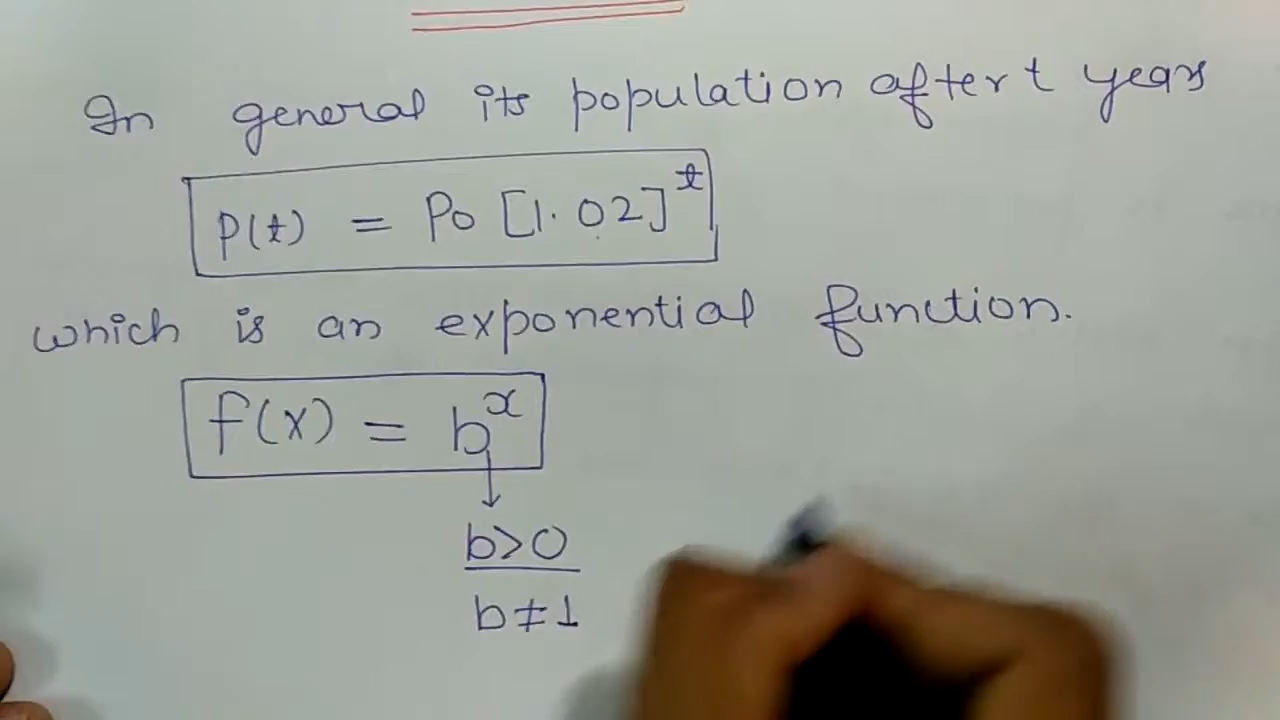 In general its population after t years
P(t) = Po [1.02]^t
which is an exponential function.
f(x) = b^x
b>0
b≠1